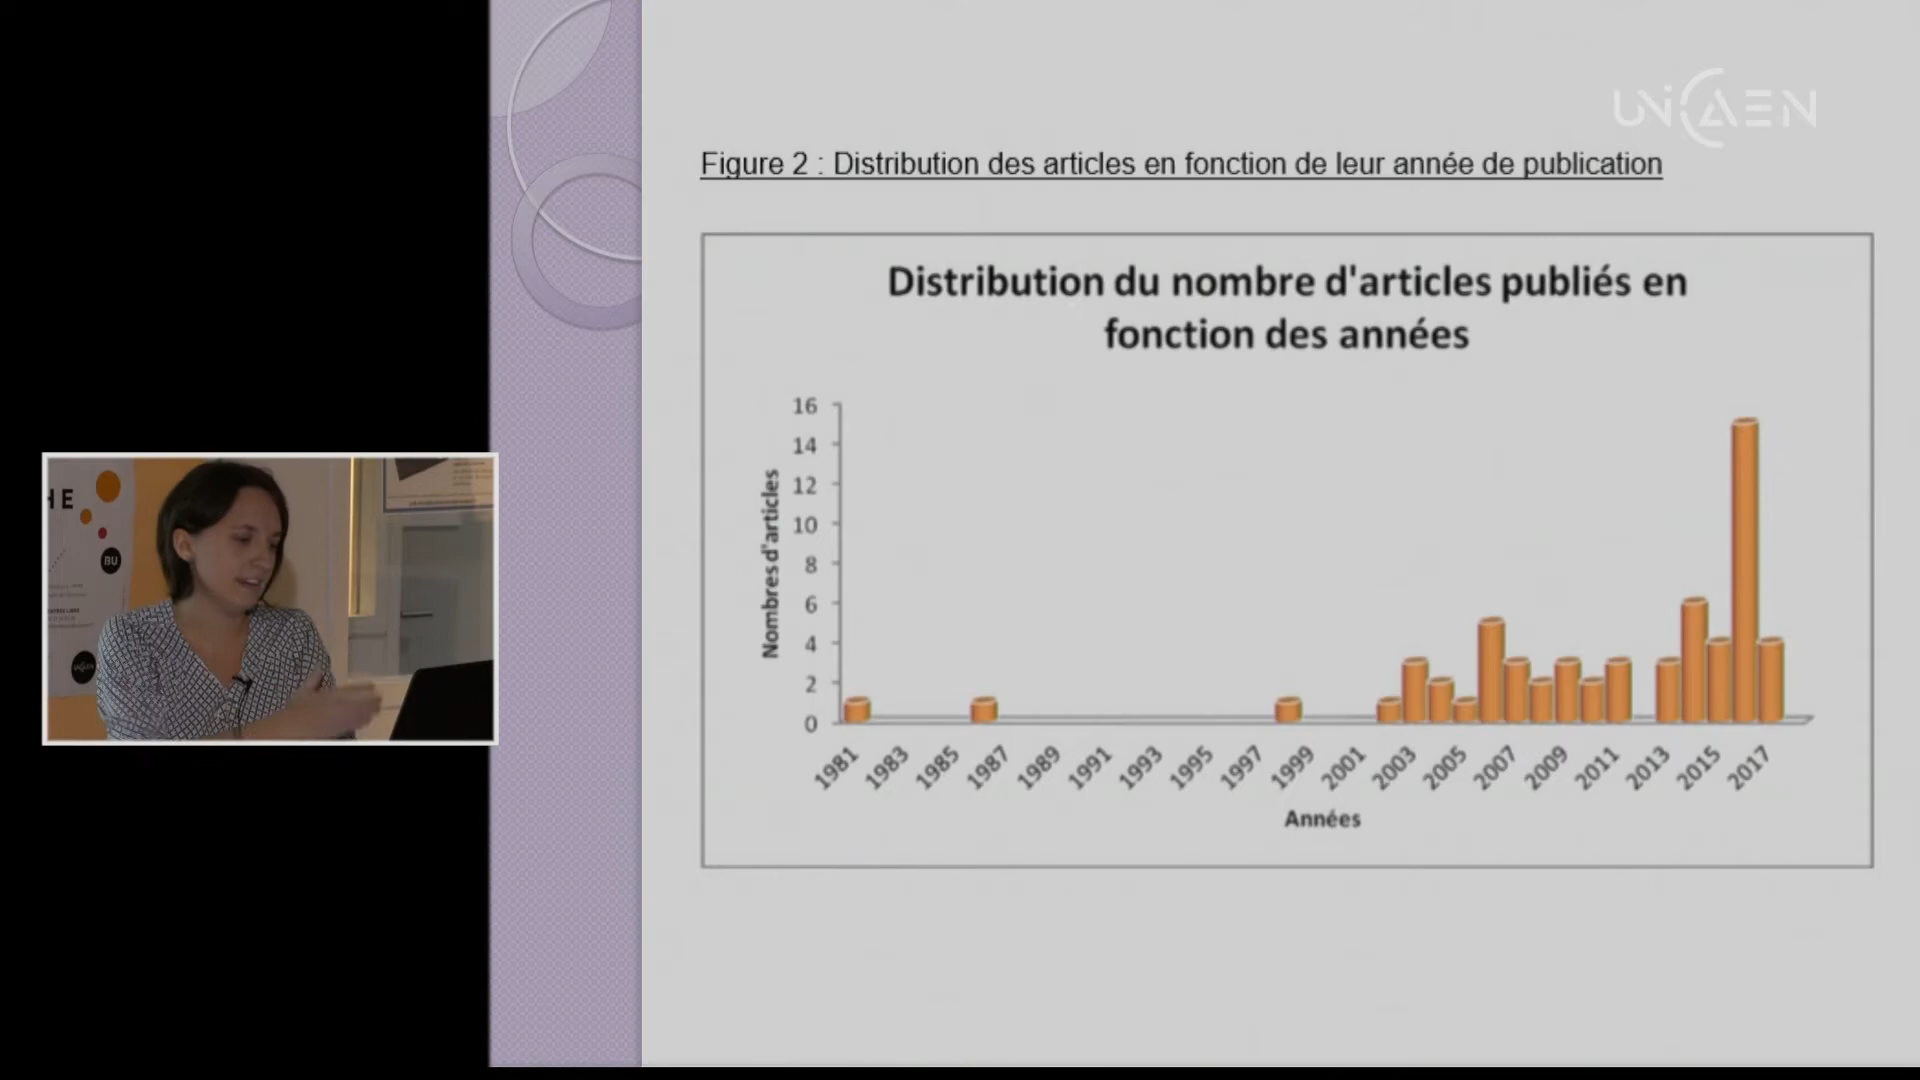 UNICAEN
Figure 2 : Distribution des articles en fonction de leur année de publication
Distribution du nombre d'articles publiés en
fonction des années
Nombres d'articles
16
14
12
10
8
6
4
2
0
1981 1983 1985 1987 1989 1991 1993 1995 1997 1999 2001 2003 2005 2007 2009 2011 2013 2015 2017
Années
HE
BU